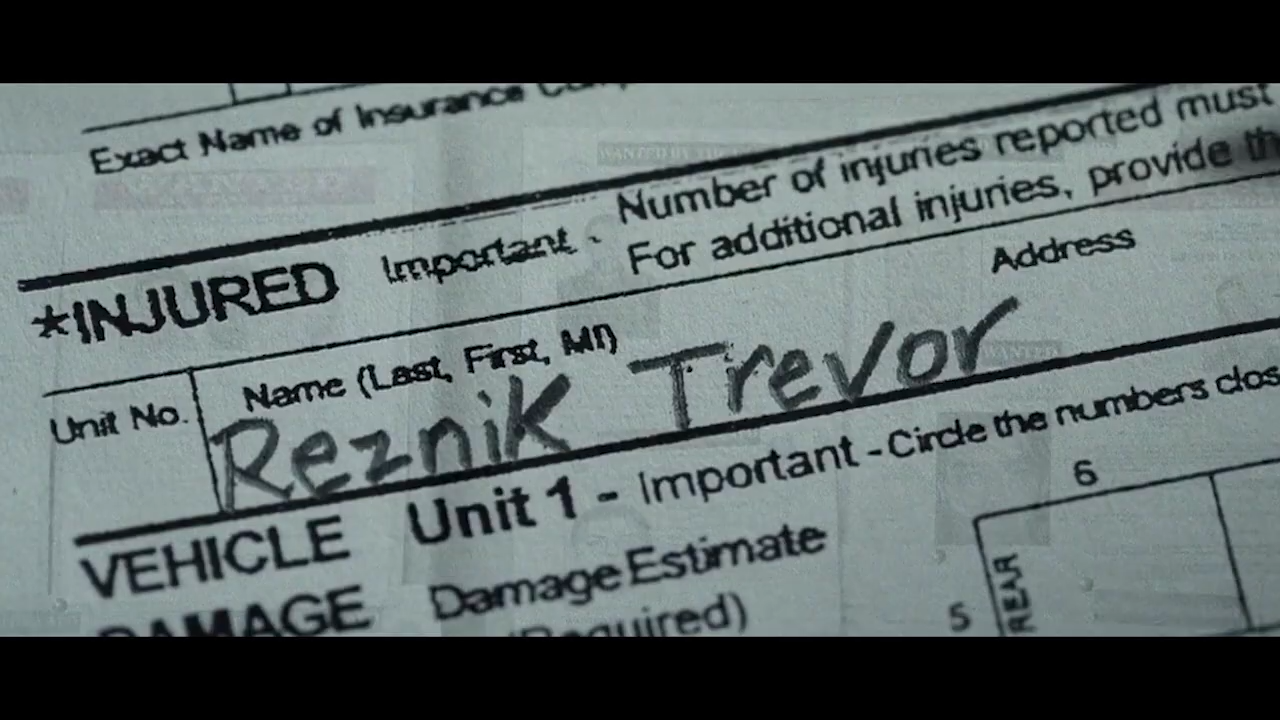 Exact Name of Insurance
*INJURED Important - Number of injuries reported must
For additional injuries, provide
Unit No. Name (Last, First, MI) Address
Reznik Trevor
VEHICLE Unit 1 - Important - Circle the numbers
DAMAGE Damage Estimate
(Required)
6
5
REAR
WANTED